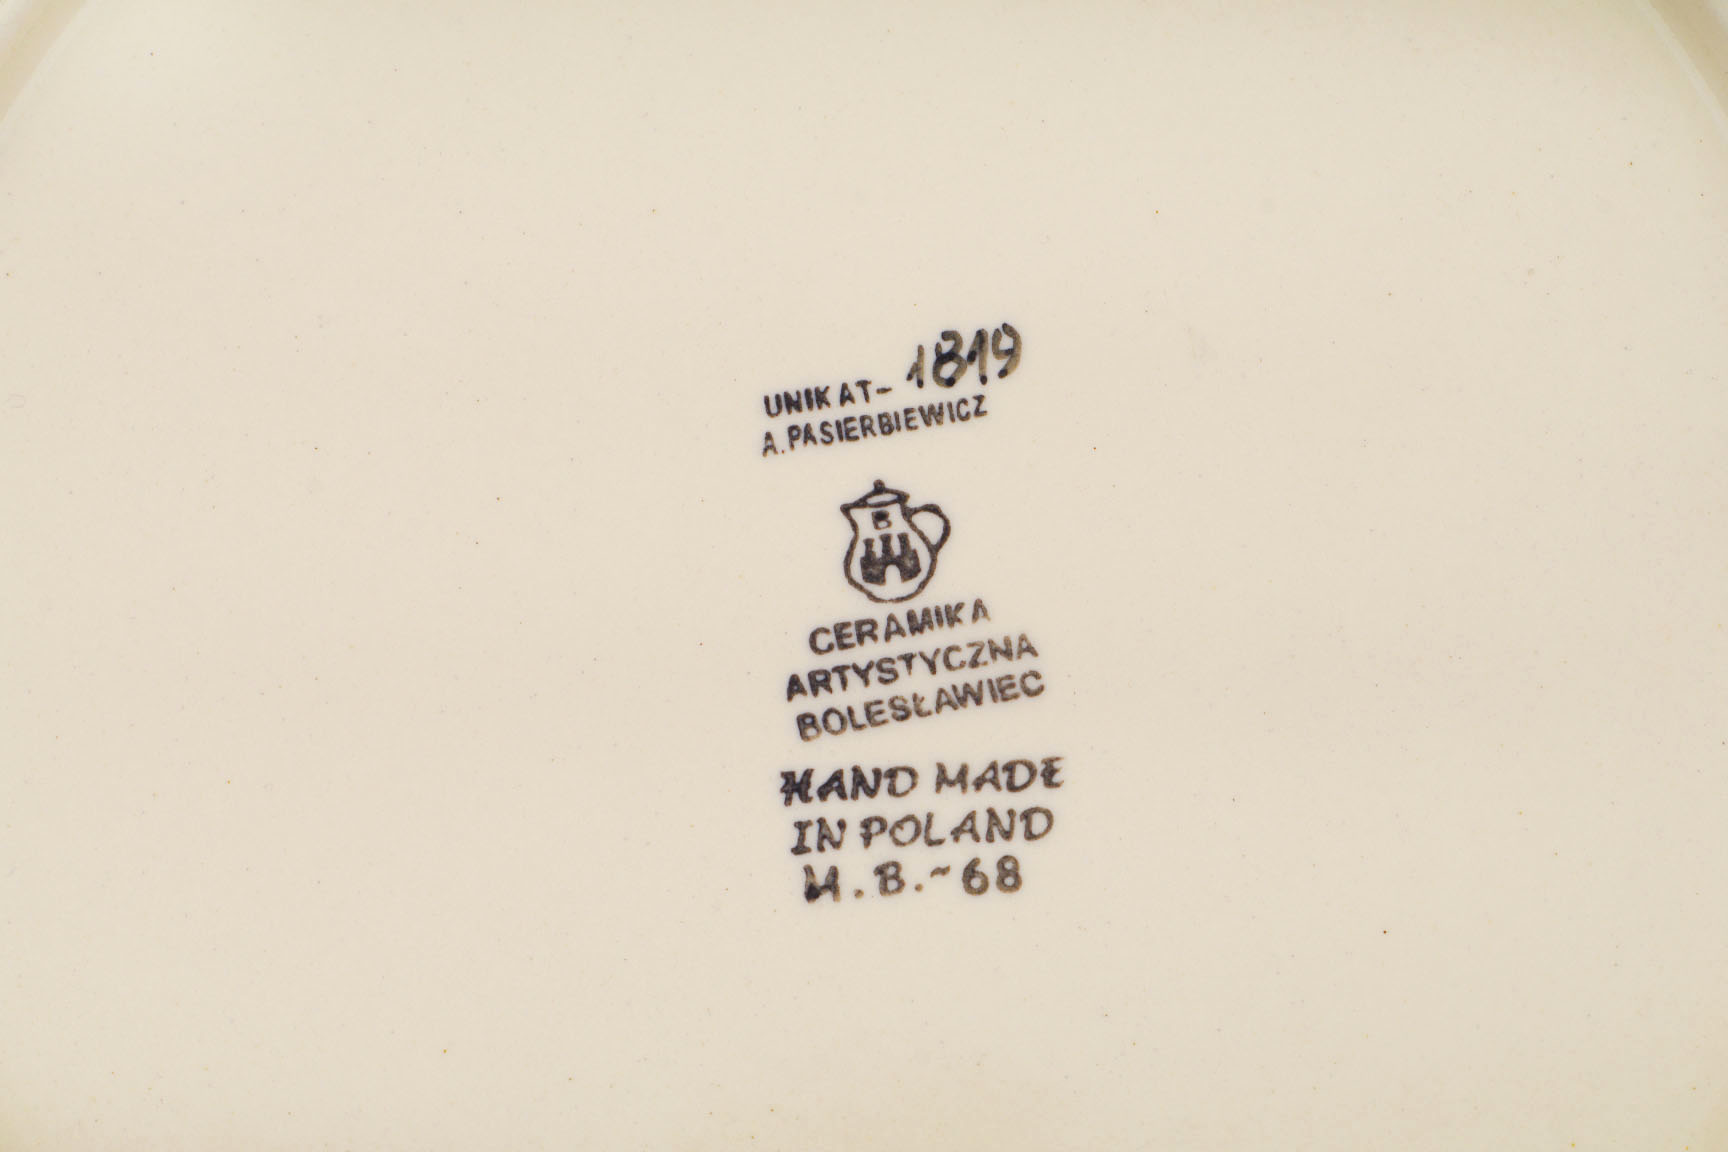 UNIKAT- 1819
A.PASIERBIEWICZ
B
CERAMIKA
ARTYSTYCZNA
BOLESŁAWIEC
HAND MADE
IN POLAND
M.B.-68